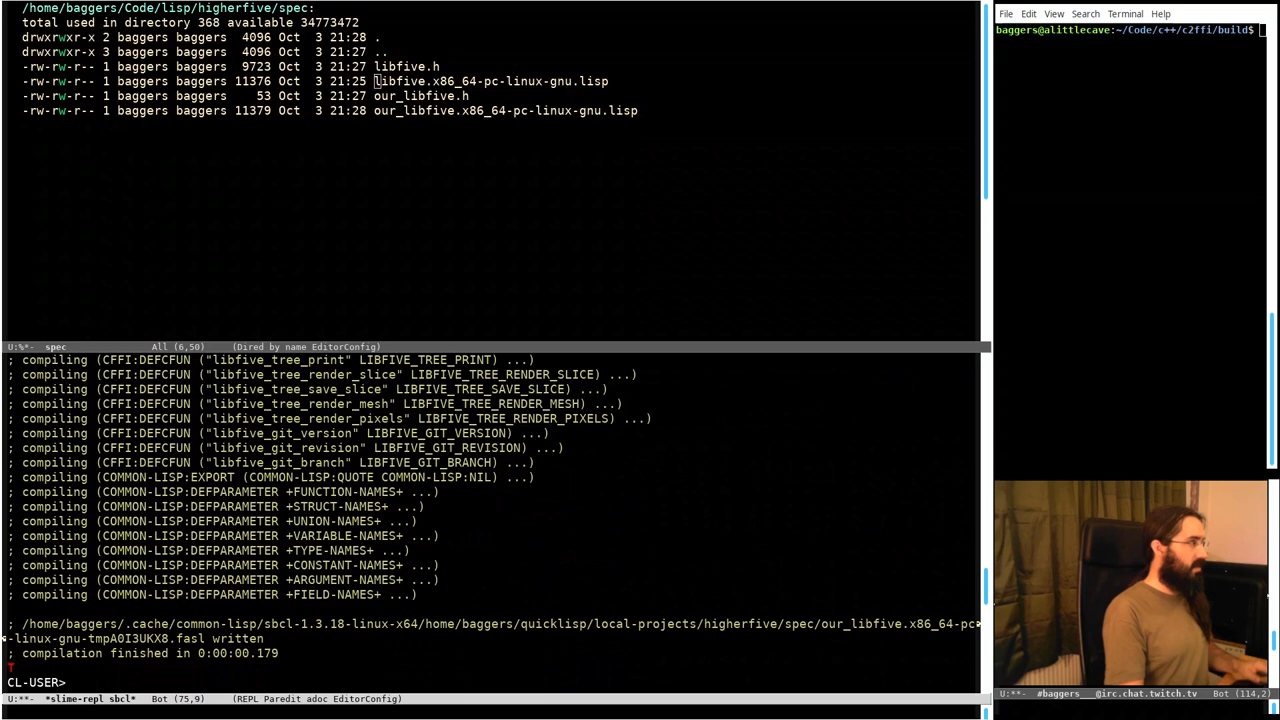 /home/baggers/Code/lisp/higherfive/spec:
total used in directory 368 available 34773472
drwxrwxr-x 2 baggers baggers  4096 Oct  3 21:28 .
drwxrwxr-x 3 baggers baggers  4096 Oct  3 21:27 ..
-rw-rw-r-- 1 baggers baggers  9723 Oct  3 21:27 libfive.h
-rw-rw-r-- 1 baggers baggers 11376 Oct  3 21:25 libfive.x86_64-pc-linux-gnu.lisp
-rw-rw-r-- 1 baggers baggers    53 Oct  3 21:27 our_libfive.h
-rw-rw-r-- 1 baggers baggers 11379 Oct  3 21:28 our_libfive.x86_64-pc-linux-gnu.lisp
U:%*-  spec  All (6,50)  (Dired by name EditorConfig)
; compiling (CFFI:DEFCFUN ("libfive_tree_print" LIBFIVE_TREE_PRINT) ...)
; compiling (CFFI:DEFCFUN ("libfive_tree_render_slice" LIBFIVE_TREE_RENDER_SLICE) ...)
; compiling (CFFI:DEFCFUN ("libfive_tree_save_slice" LIBFIVE_TREE_SAVE_SLICE) ...)
; compiling (CFFI:DEFCFUN ("libfive_tree_render_mesh" LIBFIVE_TREE_RENDER_MESH) ...)
; compiling (CFFI:DEFCFUN ("libfive_tree_render_pixels" LIBFIVE_TREE_RENDER_PIXELS) ...)
; compiling (CFFI:DEFCFUN ("libfive_git_version" LIBFIVE_GIT_VERSION) ...)
; compiling (CFFI:DEFCFUN ("libfive_git_revision" LIBFIVE_GIT_REVISION) ...)
; compiling (CFFI:DEFCFUN ("libfive_git_branch" LIBFIVE_GIT_BRANCH) ...)
; compiling (COMMON-LISP:EXPORT (COMMON-LISP:QUOTE COMMON-LISP:NIL) ...)
; compiling (COMMON-LISP:DEFPARAMETER +FUNCTION-NAMES+ ...)
; compiling (COMMON-LISP:DEFPARAMETER +STRUCT-NAMES+ ...)
; compiling (COMMON-LISP:DEFPARAMETER +UNION-NAMES+ ...)
; compiling (COMMON-LISP:DEFPARAMETER +VARIABLE-NAMES+ ...)
; compiling (COMMON-LISP:DEFPARAMETER +TYPE-NAMES+ ...)
; compiling (COMMON-LISP:DEFPARAMETER +CONSTANT-NAMES+ ...)
; compiling (COMMON-LISP:DEFPARAMETER +ARGUMENT-NAMES+ ...)
; compiling (COMMON-LISP:DEFPARAMETER +FIELD-NAMES+ ...)
; /home/baggers/.cache/common-lisp/sbcl-1.3.18-linux-x64/home/baggers/quicklisp/local-projects/higherfive/spec/our_libfive.x86_64-pc
-linux-gnu-tmpA0I3UKX8.fasl written
; compilation finished in 0:00:00.179
T
CL-USER>
U:**-  *slime-repl sbcl*  Bot (75,9)  (REPL Paredit adoc EditorConfig)
File Edit View Search Terminal Help
baggers@alittlecave:~/Code/c++/c2ffi/build$
U:**-  #baggers___@irc.chat.twitch.tv  Bot (114,2)